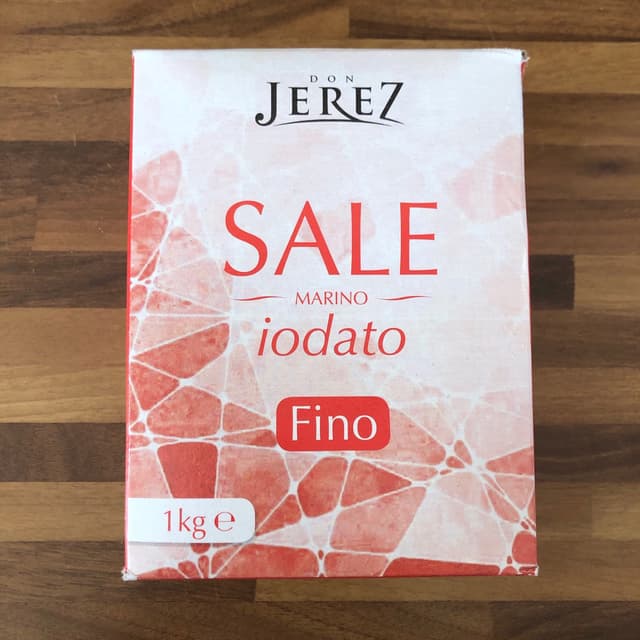 DON
JEREZ
SALE
MARINO
iodato
Fino
1kg ℮